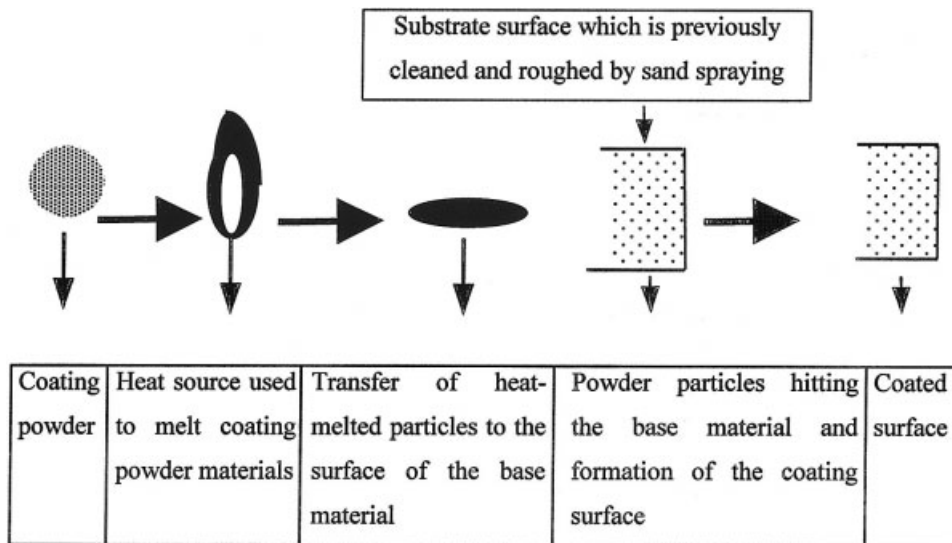 Substrate surface which is previously
cleaned and roughed by sand spraying
Coating
powder
Heat source used
to melt coating
powder materials
Transfer of heat-
melted particles to the
surface of the base
material
Powder particles hitting
the base material and
formation of the coating
surface
Coated
surface